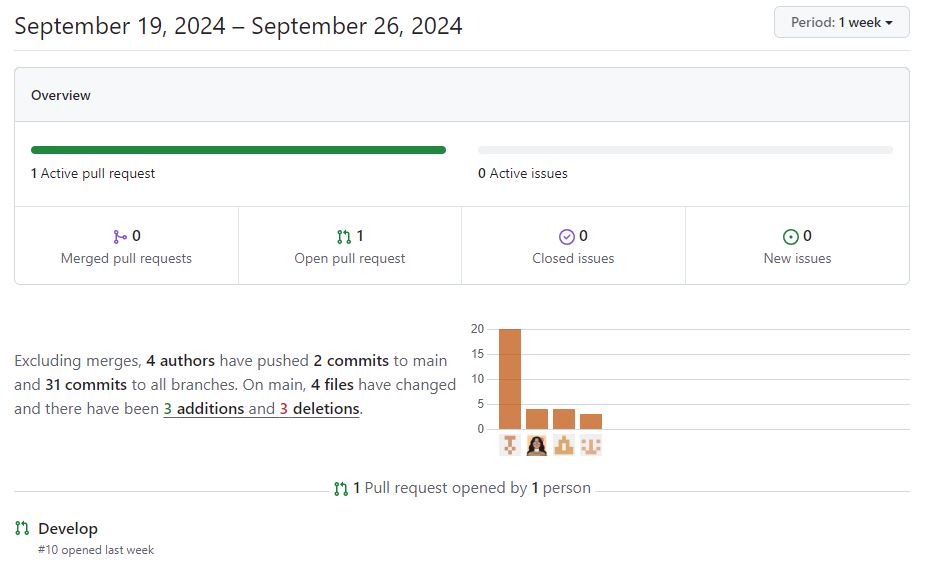 September 19, 2024 – September 26, 2024
Period: 1 week
Overview
1 Active pull request
0 Active issues
0
Merged pull requests
1
Open pull request
0
Closed issues
0
New issues
Excluding merges, 4 authors have pushed 2 commits to main
and 31 commits to all branches. On main, 4 files have changed
and there have been 3 additions and 3 deletions.
20
15
10
5
0
1 Pull request opened by 1 person
Develop
#10 opened last week